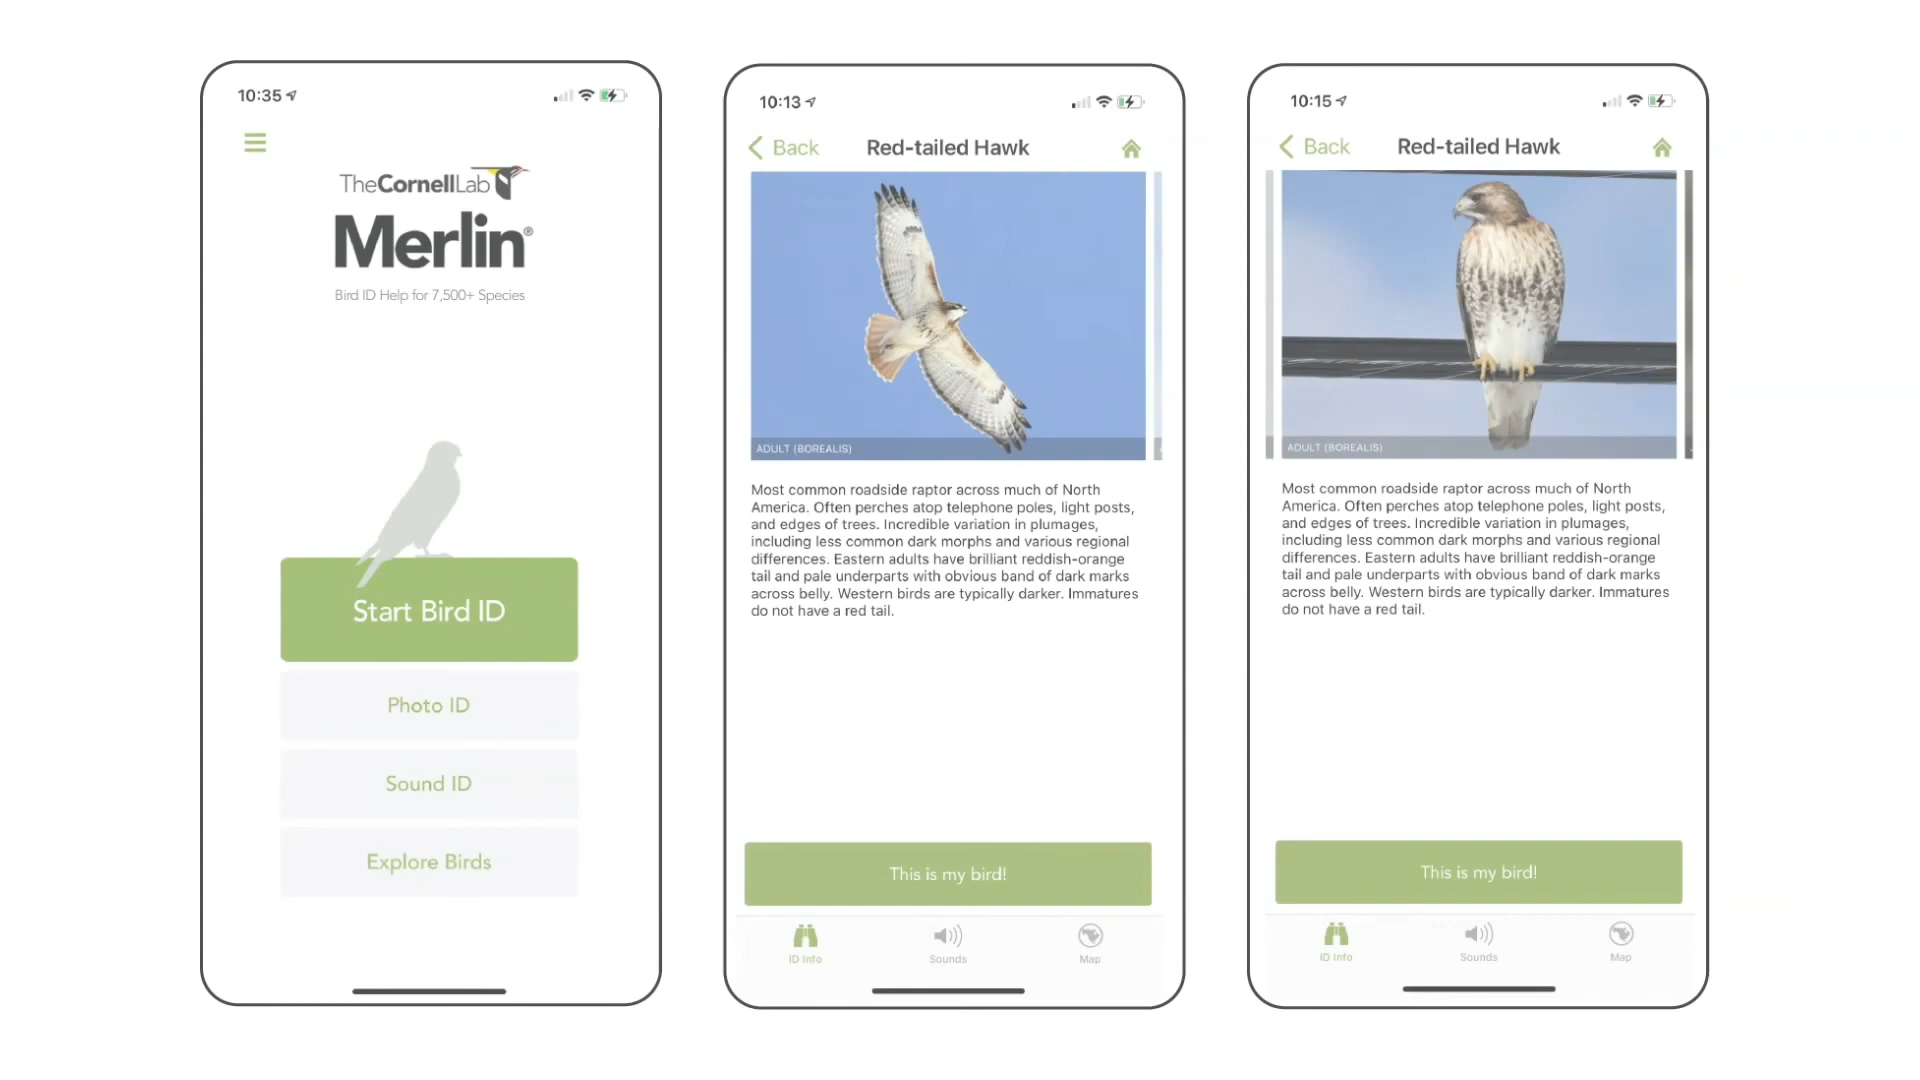 10:35
TheCornellLab
Merlin®
Bird ID Help for 7,500+ Species
Start Bird ID
Photo ID
Sound ID
Explore Birds
10:13
Back
Red-tailed Hawk
ADULT (BOREALIS)
Most common roadside raptor across much of North
America. Often perches atop telephone poles, light posts,
and edges of trees. Incredible variation in plumages,
including less common dark morphs and various regional
differences. Eastern adults have brilliant reddish-orange
tail and pale underparts with obvious band of dark marks
across belly. Western birds are typically darker. Immatures
do not have a red tail.
This is my bird!
ID Info
Sounds
Map
10:15
Back
Red-tailed Hawk
ADULT (BOREALIS)
Most common roadside raptor across much of North
America. Often perches atop telephone poles, light posts,
and edges of trees. Incredible variation in plumages,
including less common dark morphs and various regional
differences. Eastern adults have brilliant reddish-orange
tail and pale underparts with obvious band of dark marks
across belly. Western birds are typically darker. Immatures
do not have a red tail.
This is my bird!
ID Info
Sounds
Map